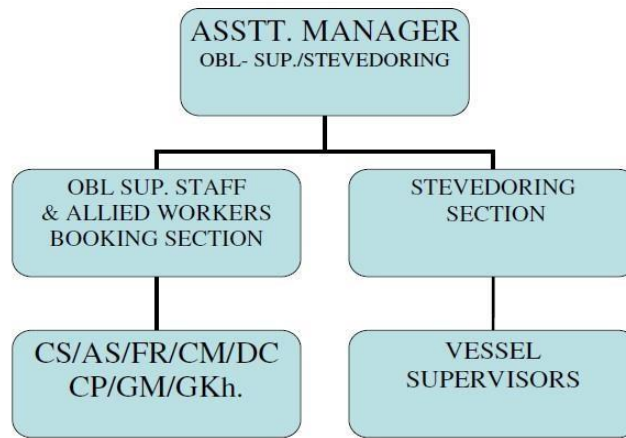 ASSTT. MANAGER
OBL- SUP./STEVEDORING
OBL SUP. STAFF
& ALLIED WORKERS
BOOKING SECTION
STEVEDORING
SECTION
CS/AS/FR/CM/DC
CP/GM/GKh.
VESSEL
SUPERVISORS